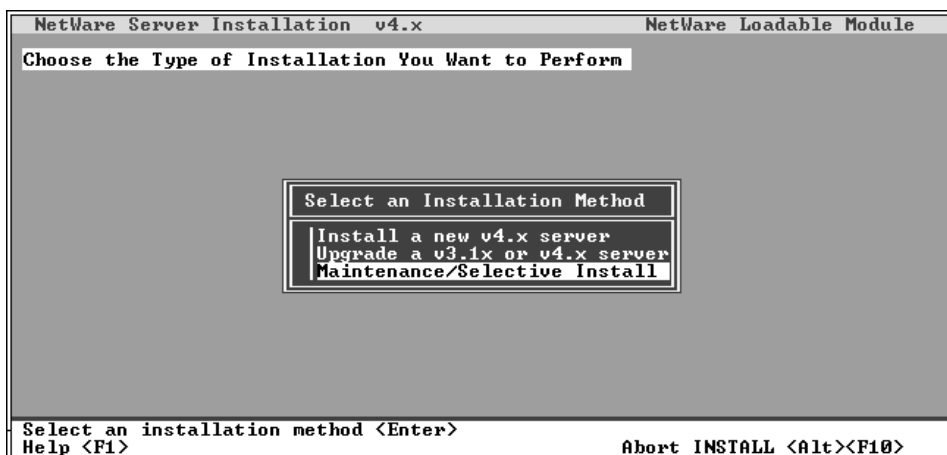 NetWare Server Installation v4.x NetWare Loadable Module
Choose the Type of Installation You Want to Perform
Select an Installation Method
Install a new v4.x server
Upgrade a v3.1x or v4.x server
Maintenance/Selective Install
Select an installation method <Enter>
Help <F1> Abort INSTALL <Alt><F10>